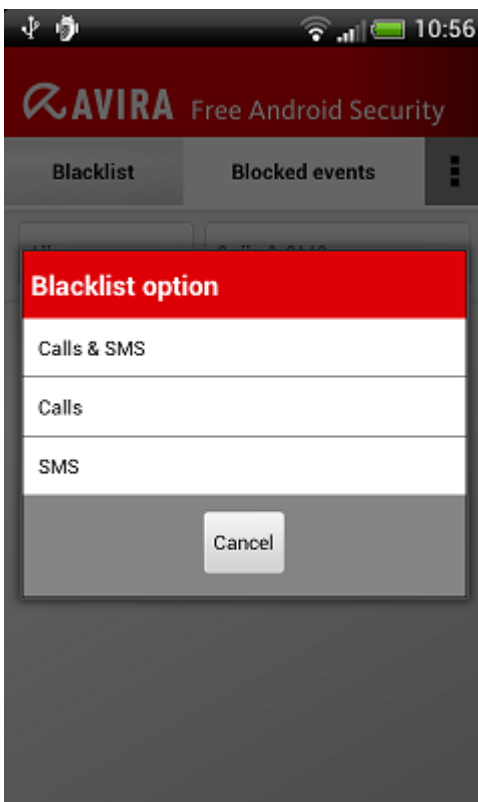 10:56
AVIRA Free Android Security
Blacklist
Blocked events
Blacklist option
Calls & SMS
Calls
SMS
Cancel